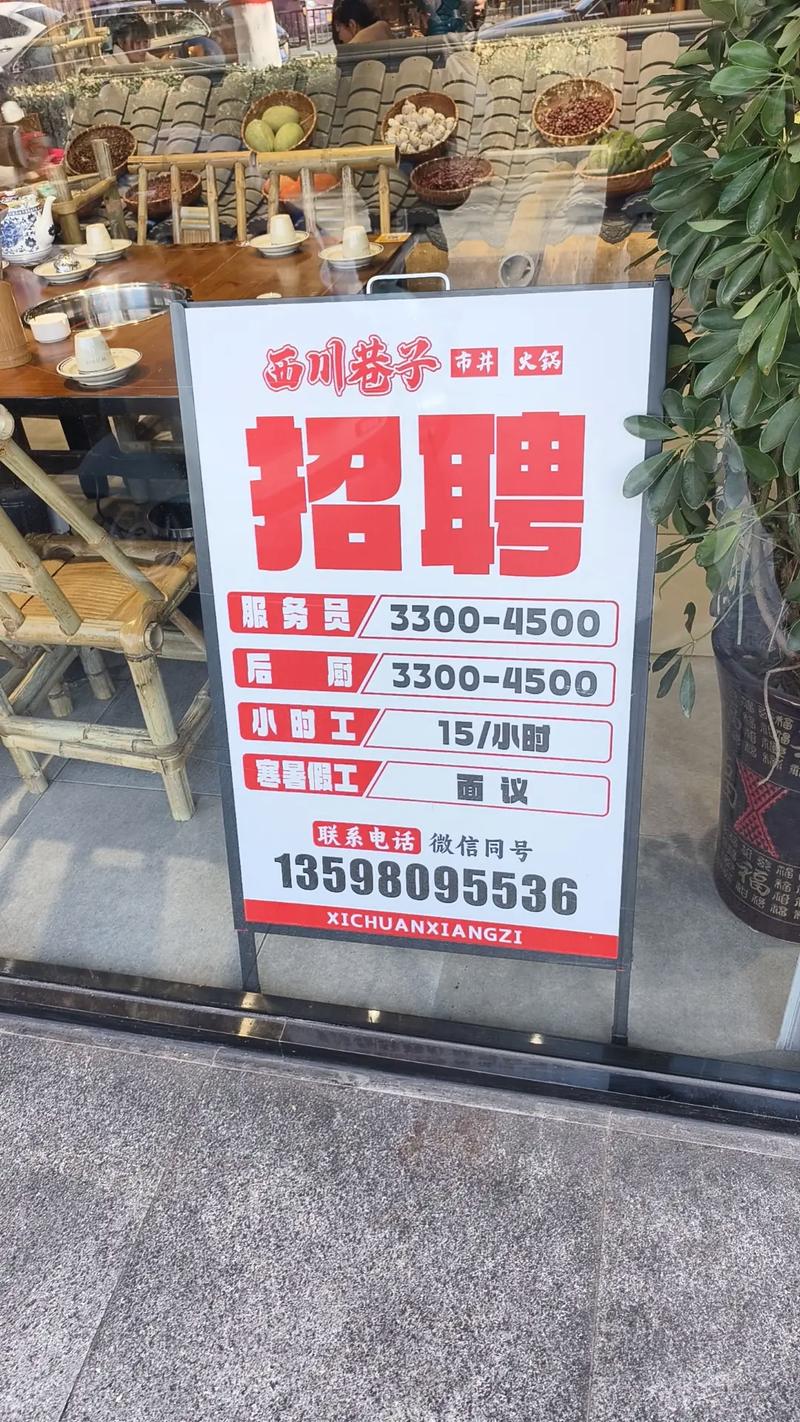 西川巷子 市井 火锅
招聘
服务员 3300-4500
后厨 3300-4500
小时工 15/小时
寒暑假工 面议
联系电话 微信同号
13598095536
XICHUANXIANGZI
福